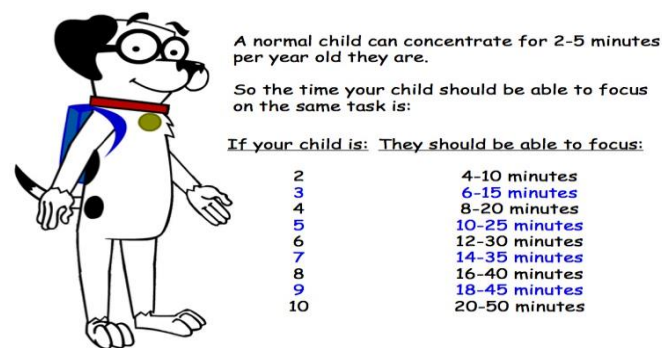 A normal child can concentrate for 2-5 minutes
per year old they are.
So the time your child should be able to focus
on the same task is:
If your child is: They should be able to focus:
2 4-10 minutes
3 6-15 minutes
4 8-20 minutes
5 10-25 minutes
6 12-30 minutes
7 14-35 minutes
8 16-40 minutes
9 18-45 minutes
10 20-50 minutes